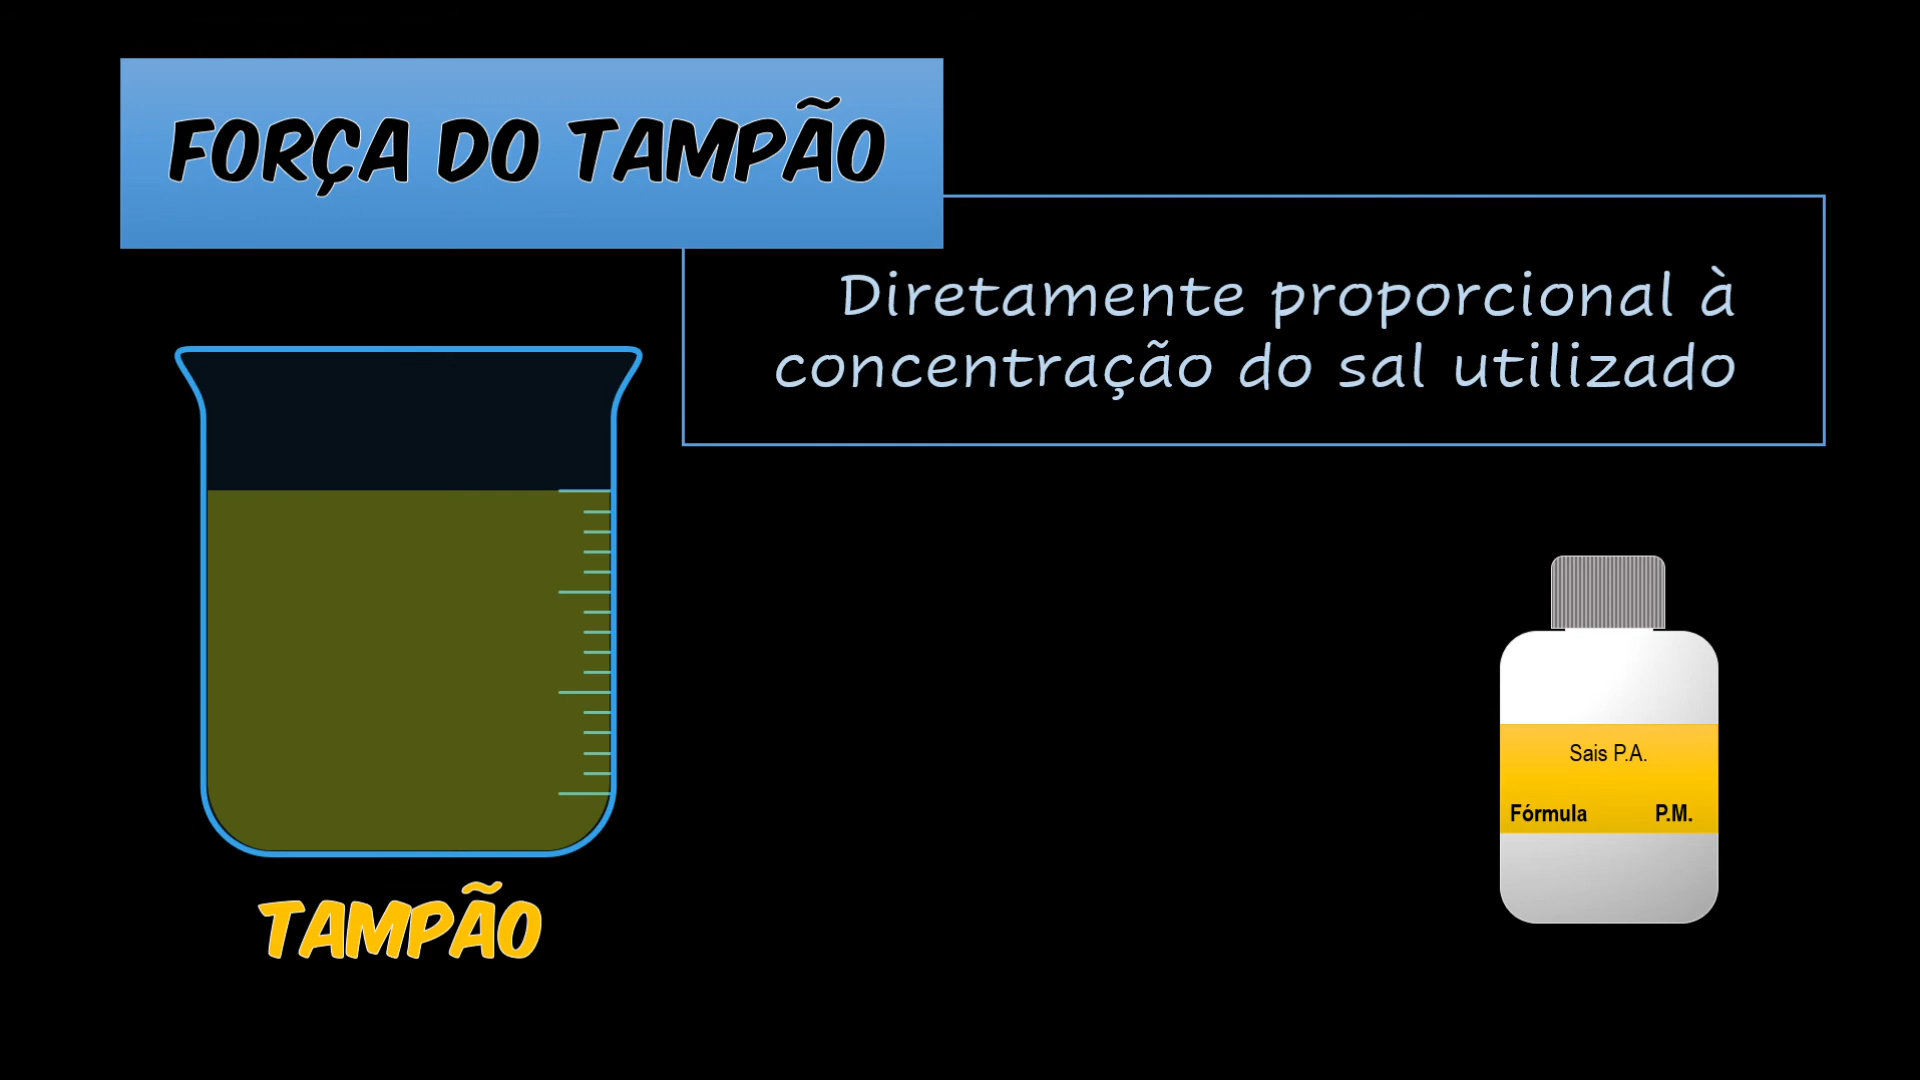 FORÇA DO TAMPÃO
Diretamente proporcional à
concentração do sal utilizado
Sais P.A.
Fórmula P.M.
TAMPÃO